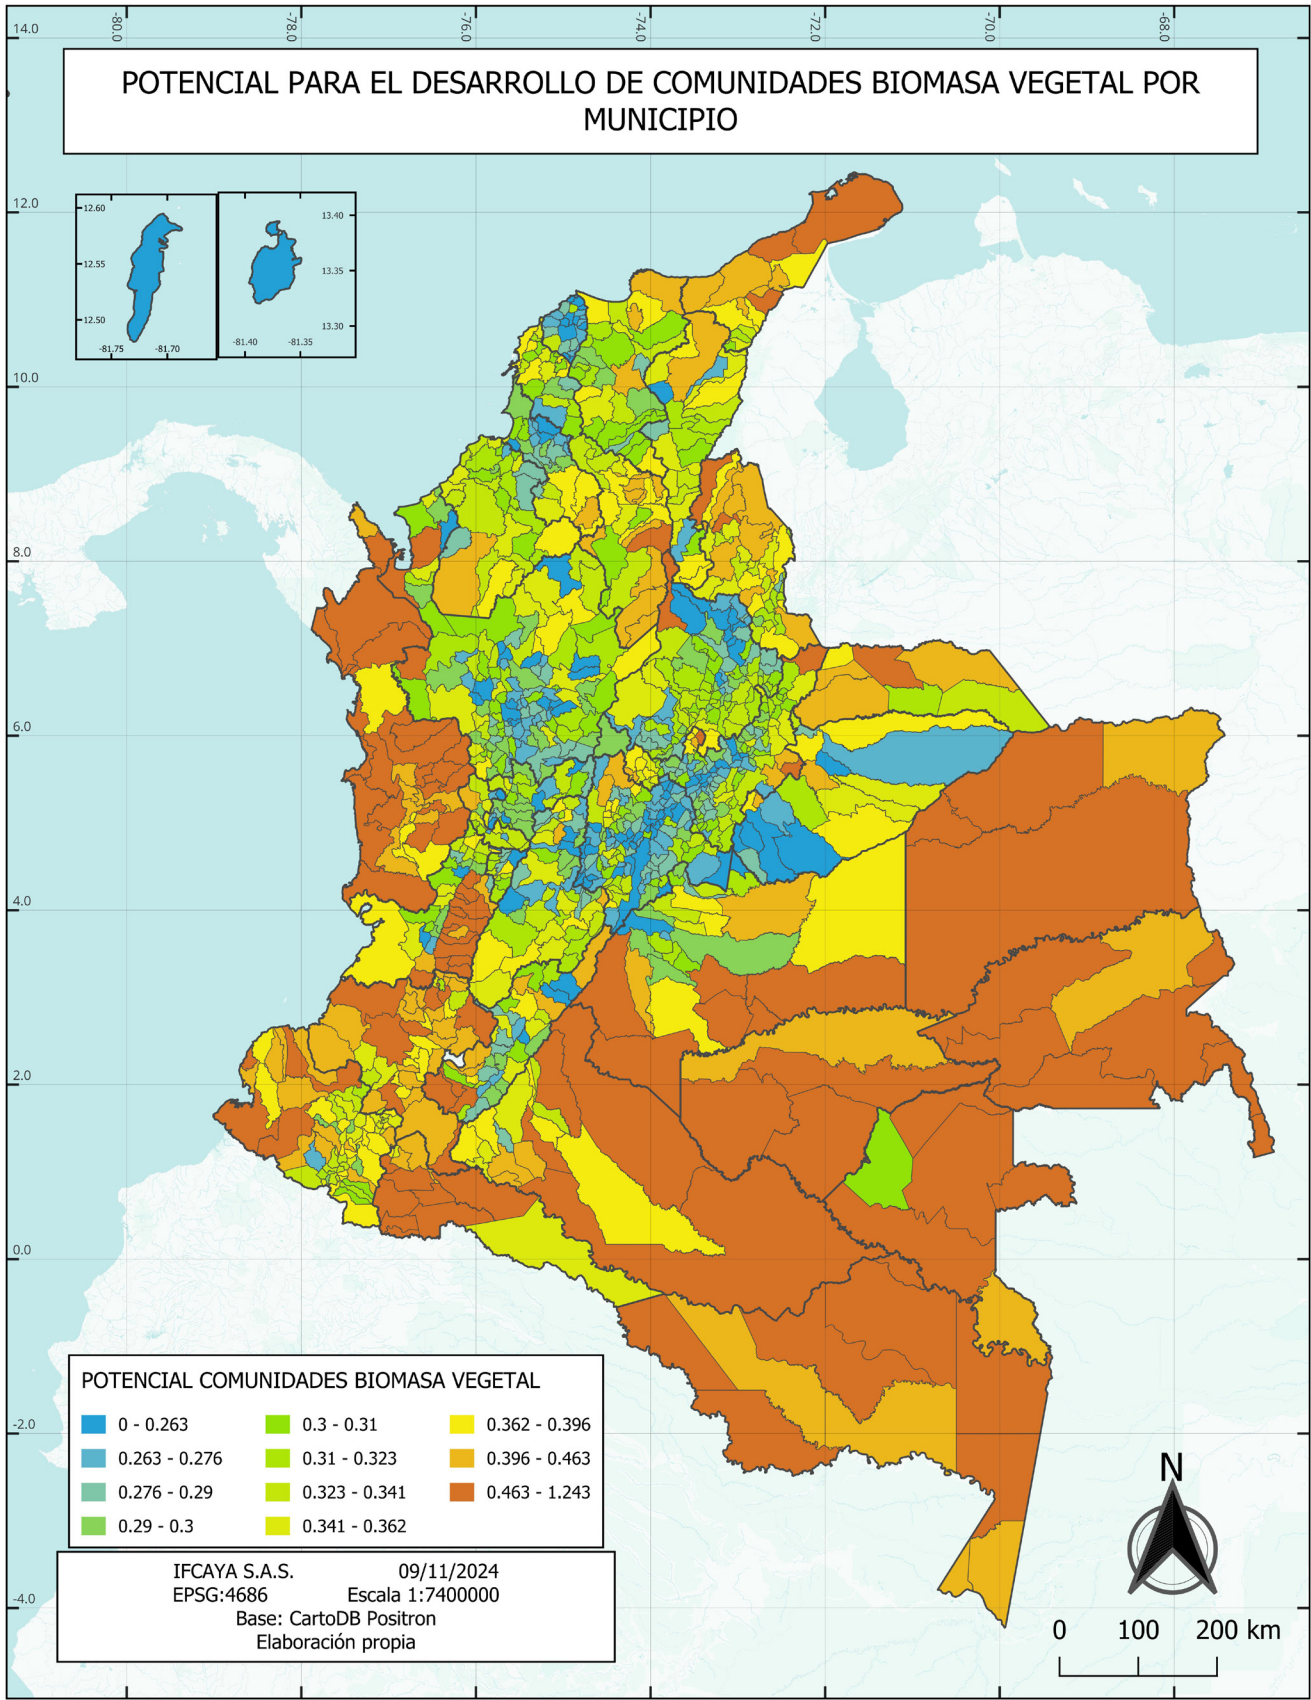 -80.0
-78.0
-76.0
-74.0
-72.0
-70.0
-68.0
14.0
POTENCIAL PARA EL DESARROLLO DE COMUNIDADES BIOMASA VEGETAL POR
MUNICIPIO
12.0
12.60
12.55
12.50
-81.75
-81.70
13.40
13.35
13.30
-81.40
-81.35
10.0
8.0
6.0
4.0
2.0
0.0
-2.0
-4.0
POTENCIAL COMUNIDADES BIOMASA VEGETAL
0 - 0.263
0.263 - 0.276
0.276 - 0.29
0.29 - 0.3
0.3 - 0.31
0.31 - 0.323
0.323 - 0.341
0.341 - 0.362
0.362 - 0.396
0.396 - 0.463
0.463 - 1.243
IFCAYA S.A.S. 09/11/2024
EPSG:4686 Escala 1:7400000
Base: CartoDB Positron
Elaboración propia
N
0 100 200 km